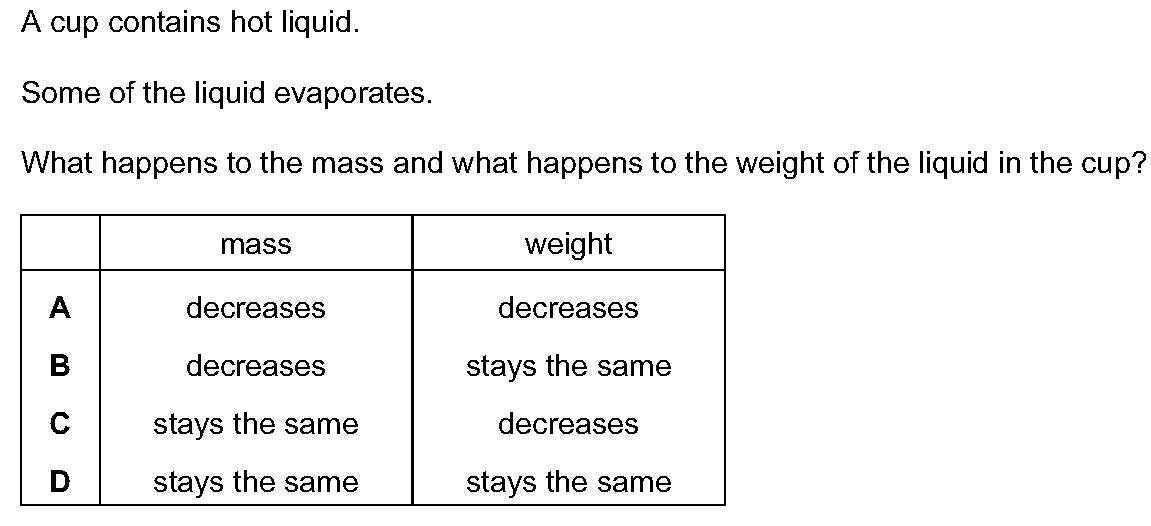 A cup contains hot liquid.
Some of the liquid evaporates.
What happens to the mass and what happens to the weight of the liquid in the cup?
mass weight
A decreases decreases
B decreases stays the same
C stays the same decreases
D stays the same stays the same